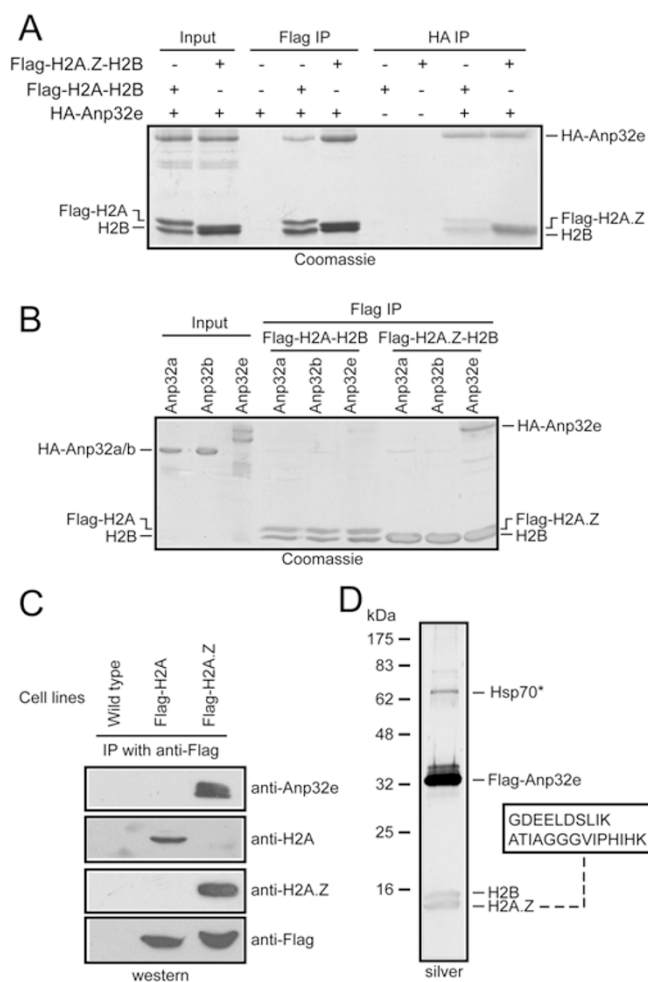 A
Input Flag IP HA IP
Flag-H2A.Z-H2B - + - - + - + - +
Flag-H2A-H2B + - - + - + - + -
HA-Anp32e + + + + + - - + +
HA-Anp32e
Flag-H2A
H2B
Flag-H2A.Z
H2B
Coomassie
B
Flag IP
Input Flag-H2A-H2B Flag-H2A.Z-H2B
Anp32a Anp32b Anp32e Anp32a Anp32b Anp32e Anp32a Anp32b Anp32e
HA-Anp32e
HA-Anp32a/b
Flag-H2A
H2B
Flag-H2A.Z
H2B
Coomassie
C
Cell lines Wild type Flag-H2A Flag-H2A.Z
IP with anti-Flag
anti-Anp32e
anti-H2A
anti-H2A.Z
anti-Flag
western
D
kDa
175
83
62 Hsp70*
48
32 Flag-Anp32e
25
16
H2B
H2A.Z
GDEELDSLIK
ATIAGGGVIPHIHK
silver